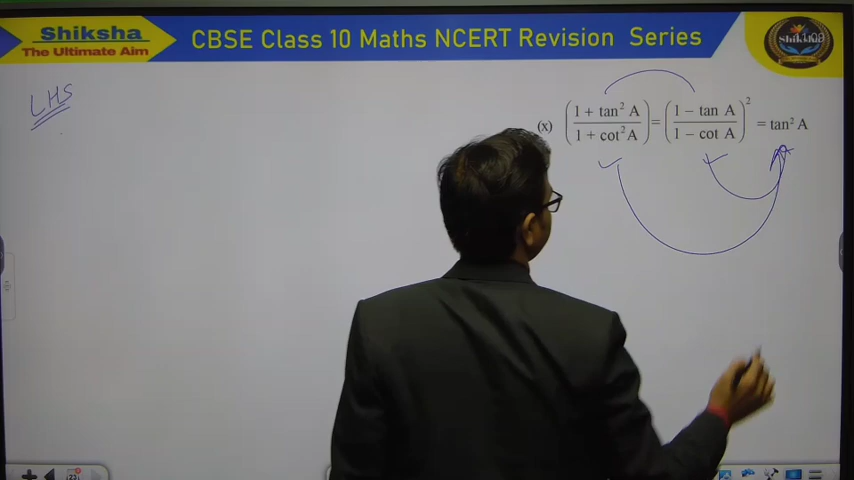 Shiksha
The Ultimate Aim
CBSE Class 10 Maths NCERT Revision Series
LHS
(x) (1 + tan² A / 1 + cot² A) = (1 − tan A / 1 − cot A)² = tan² A